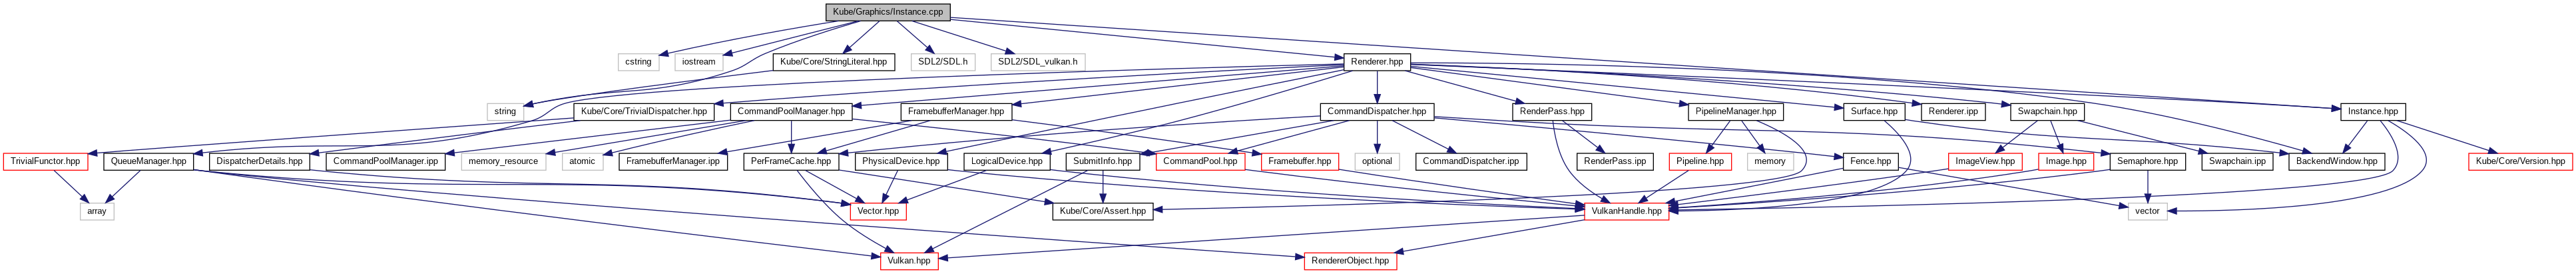 Kube/Graphics/Instance.cpp
cstring
iostream
Kube/Core/StringLiteral.hpp
SDL2/SDL.h
SDL2/SDL_vulkan.h
Renderer.hpp
string
Kube/Core/TrivialDispatcher.hpp
CommandPoolManager.hpp
FramebufferManager.hpp
CommandDispatcher.hpp
RenderPass.hpp
PipelineManager.hpp
Surface.hpp
Renderer.ipp
Swapchain.hpp
Instance.hpp
TrivialFunctor.hpp
QueueManager.hpp
DispatcherDetails.hpp
CommandPoolManager.ipp
memory_resource
atomic
FramebufferManager.ipp
PerFrameCache.hpp
PhysicalDevice.hpp
LogicalDevice.hpp
SubmitInfo.hpp
CommandPool.hpp
Framebuffer.hpp
optional
CommandDispatcher.ipp
RenderPass.ipp
Pipeline.hpp
memory
Fence.hpp
ImageView.hpp
Image.hpp
Semaphore.hpp
Swapchain.ipp
BackendWindow.hpp
Kube/Core/Version.hpp
array
Vector.hpp
Kube/Core/Assert.hpp
VulkanHandle.hpp
vector
Vulkan.hpp
RendererObject.hpp